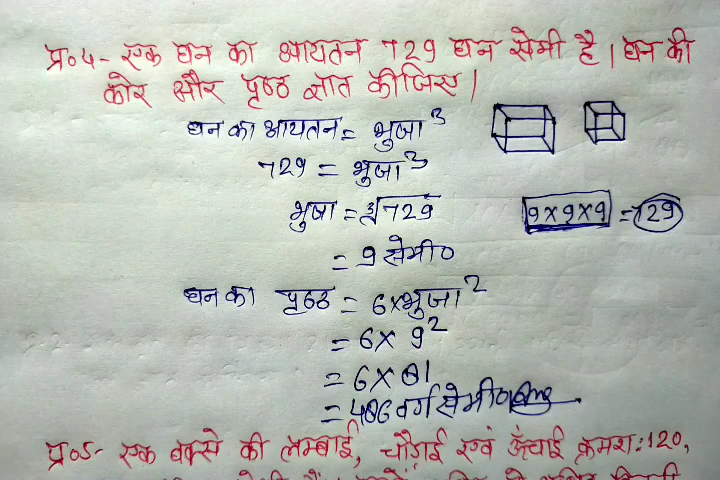 प्र०4- एक घन का आयतन 729 घन सेमी है। घन की
कोर और पृष्ठ ज्ञात कीजिए।
घन का आयतन = भुजा³
729 = भुजा³
भुजा = ∛729
9×9×9 = 729
= 9 सेमी०
घन का पृष्ठ = 6×भुजा²
= 6× 9²
= 6×81
= 486 वर्ग सेमी० Ans
प्र०5- एक बक्से की लम्बाई, चौड़ाई एवं ऊँचाई क्रमश: 120,